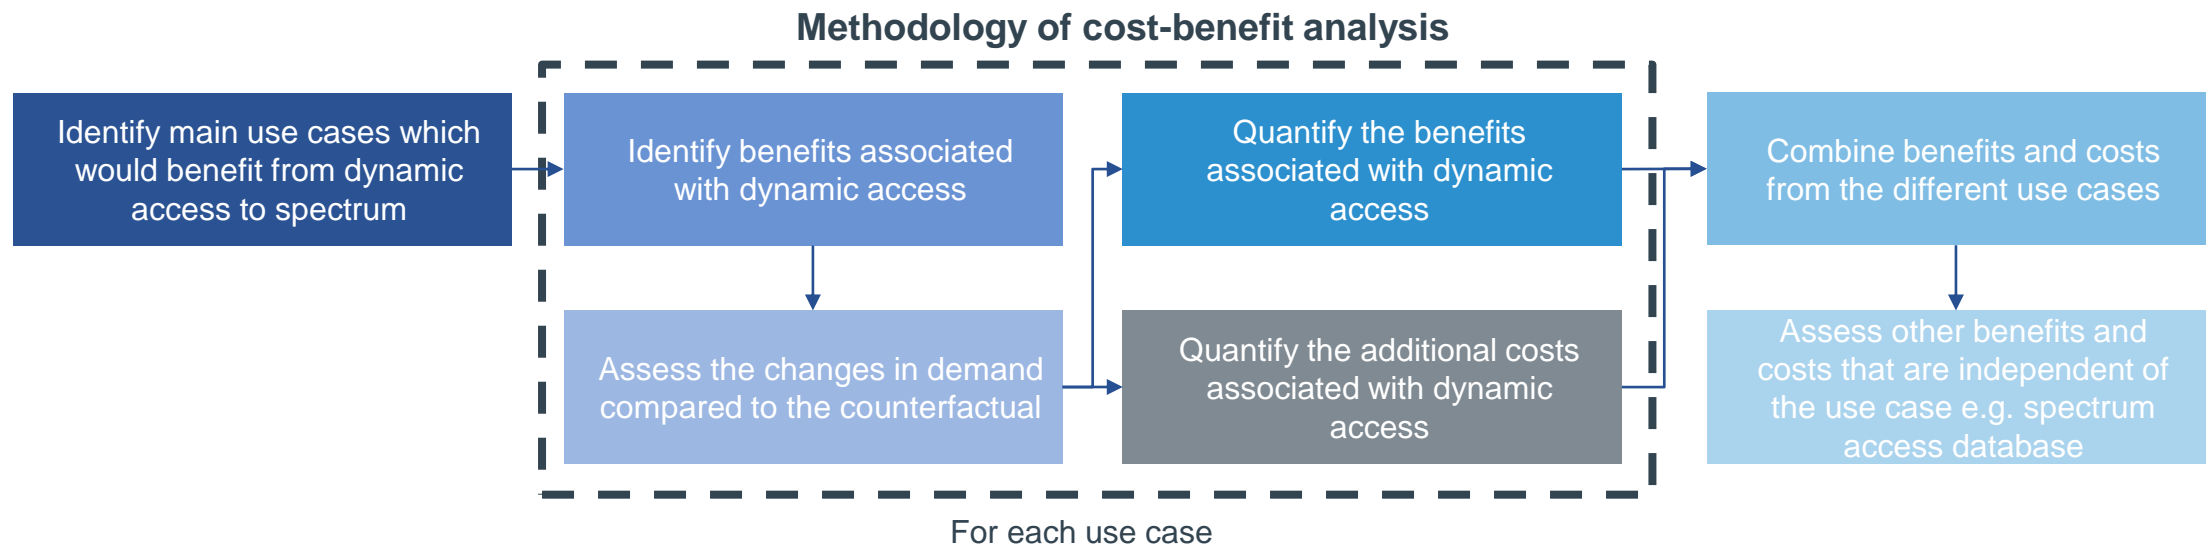 Methodology of cost-benefit analysis
Identify main use cases which
would benefit from dynamic
access to spectrum
Identify benefits associated
with dynamic access
Assess the changes in demand
compared to the counterfactual
Quantify the benefits
associated with dynamic
access
Quantify the additional costs
associated with dynamic
access
Combine benefits and costs
from the different use cases
Assess other benefits and
costs that are independent of
the use case e.g. spectrum
access database
For each use case